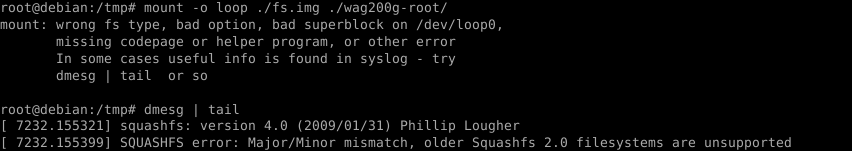 root@debian:/tmp# mount -o loop ./fs.img ./wag200g-root/
mount: wrong fs type, bad option, bad superblock on /dev/loop0,
       missing codepage or helper program, or other error
       In some cases useful info is found in syslog - try
       dmesg | tail  or so

root@debian:/tmp# dmesg | tail
[ 7232.155321] squashfs: version 4.0 (2009/01/31) Phillip Lougher
[ 7232.155399] SQUASHFS error: Major/Minor mismatch, older Squashfs 2.0 filesystems are unsupported